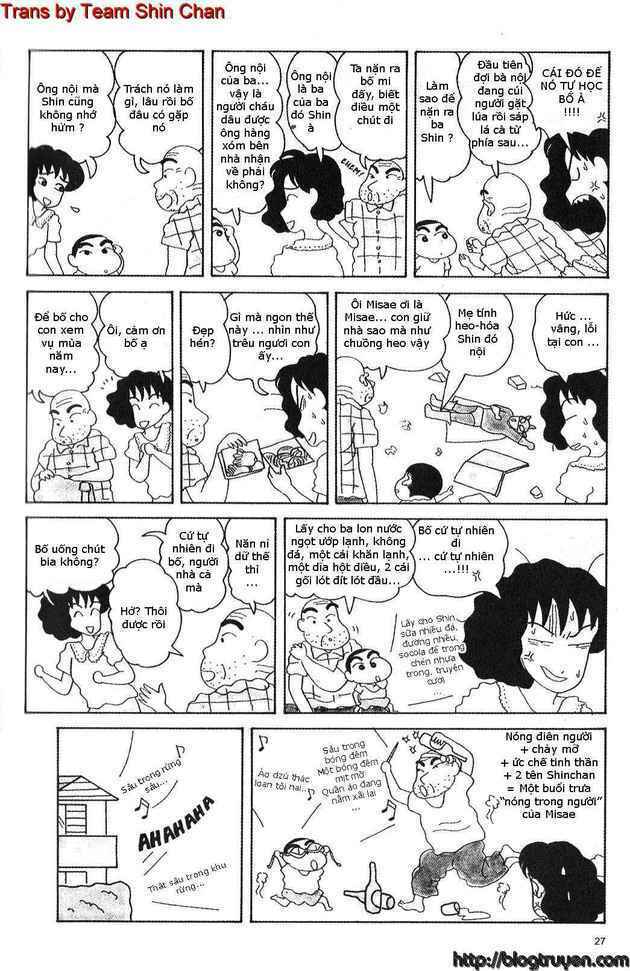 Trans by Team Shin Chan
Ông nội mà
Shin cũng
không nhớ
hửm ?
Trách nó làm
gì, lâu rồi bố
đâu có gặp
nó
Ông nội
của ba...
vậy là
người cháu
dâu được
ông hàng
xóm bên
nhà nhận
về phải
không?
Ông nội
là ba
của ba
đó Shin
à
Ta nặn ra
bố mi
đấy, biết
điều một
chút đi
EHEM!
Làm
sao để
nặn ra
ba Shin ?
Đầu tiên
đợi bà nội
đang cúi
người gặt
lúa rồi sáp
lá cà từ
phía sau...
CÁI ĐÓ ĐỂ
NÓ TỰ HỌC
BỐ À
!!!!
Để bố cho
con xem
vụ mùa
năm
nay...
Ôi, cảm ơn
bố ạ
Đẹp
hén?
Gì mà ngon thế
này ... nhìn như
trêu ngươi con
ấy...
Ôi Misae ơi là
Misae... con giữ
nhà sao mà như
chuồng heo vậy
Mẹ tính
heo-hóa
Shin đó
nội
Hức ...
vâng, lỗi
tại con ...
Bố uống chút
bia không?
Hở? Thôi
được rồi
Cứ tự
nhiên đi
bố, người
nhà cả
mà
Năn nỉ
dữ thế
thì
...
Lấy cho ba lon nước
ngọt ướp lạnh, không
đá, một cái khăn lạnh,
một dĩa hột điều, 2 cái
gối lót đít lót đầu...
Bố cứ tự nhiên
đi
... cứ tự
nhiên...
...!!!
Lấy cho Shin
sữa nhiều đá,
đường nhiều,
socola để trong
chén nhựa
trong, truyện
cười
...
Sâu trong rừng
sâu...
AHAHAHA
Thật sâu trong khu
rừng...
Áo dzú thác
loạn tôi nai...
Sâu trong
bóng đêm
Một bóng đêm
mịt mờ
Quần áo đang
nằm xãi lai
...
Nóng điên người
+ chảy mỡ
+ ức chế tinh thần
+ 2 tên Shinchan
= Một buổi trưa
"nóng trong người"
của Misae
27
http://blogtruyen.com